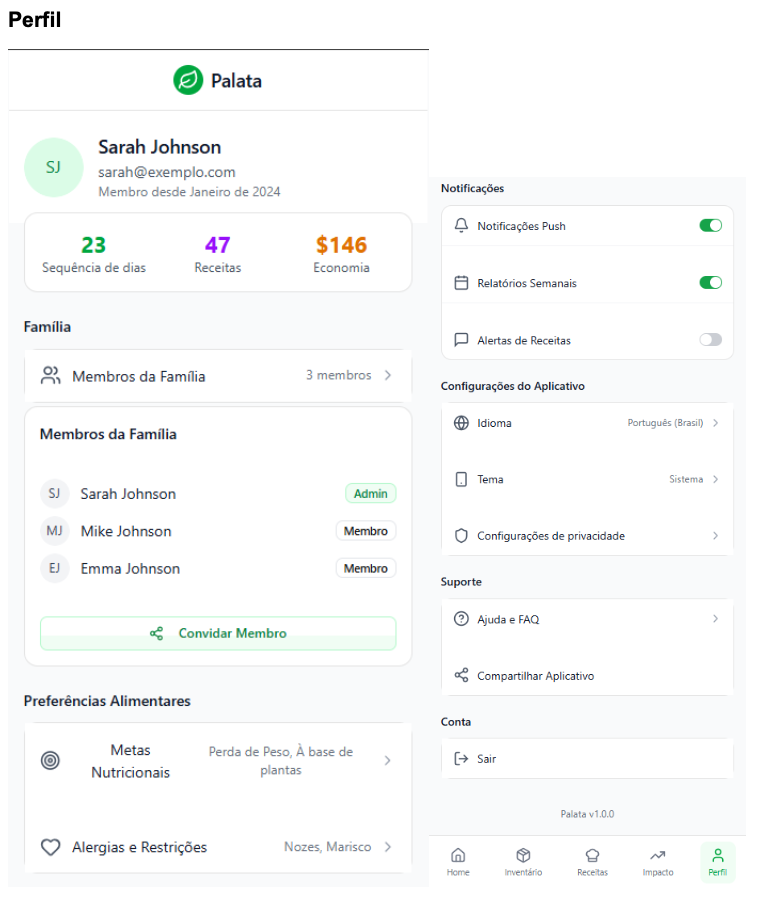 Perfil
Palata
SJ
Sarah Johnson
sarah@exemplo.com
Membro desde Janeiro de 2024
23
Sequência de dias
47
Receitas
$146
Economia
Família
Membros da Família
3 membros
Membros da Família
SJ
Sarah Johnson
Admin
MJ
Mike Johnson
Membro
EJ
Emma Johnson
Membro
Convidar Membro
Preferências Alimentares
Metas
Nutricionais
Perda de Peso, À base de
plantas
Alergias e Restrições
Nozes, Marisco
Notificações
Notificações Push
Relatórios Semanais
Alertas de Receitas
Configurações do Aplicativo
Idioma
Português (Brasil)
Tema
Sistema
Configurações de privacidade
Suporte
Ajuda e FAQ
Compartilhar Aplicativo
Conta
Sair
Palata v1.0.0
Home
Inventário
Receitas
Impacto
Perfil